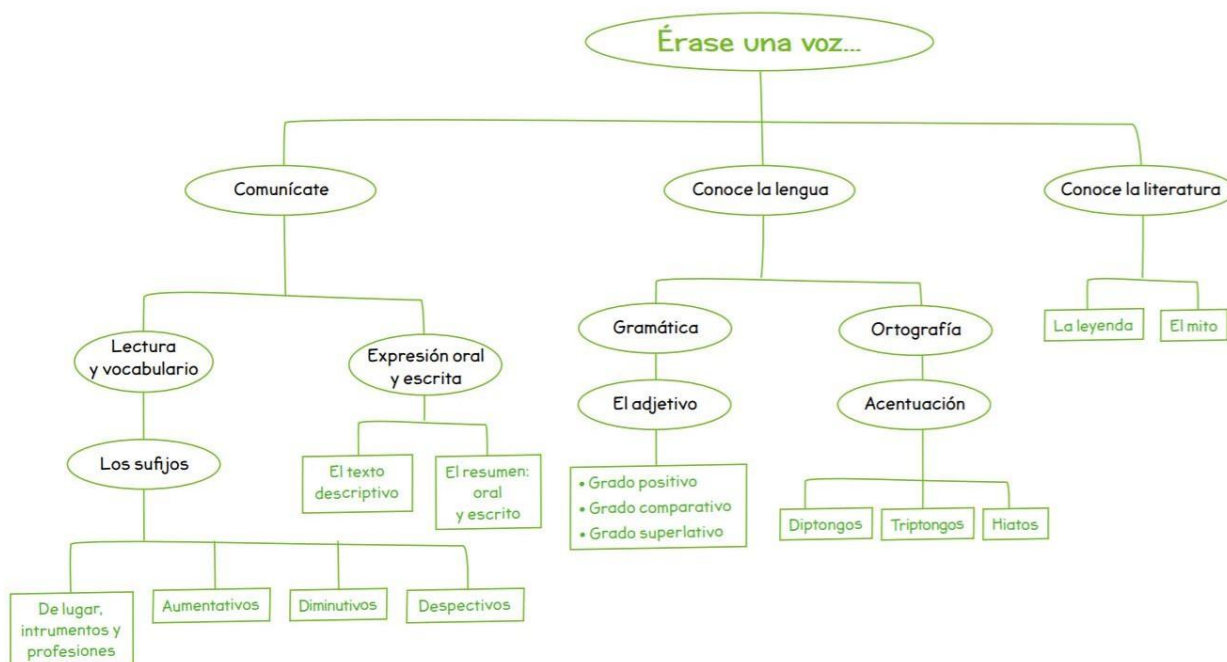 Érase una voz...
Comunícate
Conoce la lengua
Conoce la literatura
Lectura
y vocabulario
Expresión oral
y escrita
Gramática
Ortografía
La leyenda
El mito
Los sufijos
El texto
descriptivo
El resumen:
oral
y escrito
El adjetivo
Acentuación
• Grado positivo
• Grado comparativo
• Grado superlativo
Diptongos
Triptongos
Hiatos
De lugar,
intrumentos y
profesiones
Aumentativos
Diminutivos
Despectivos